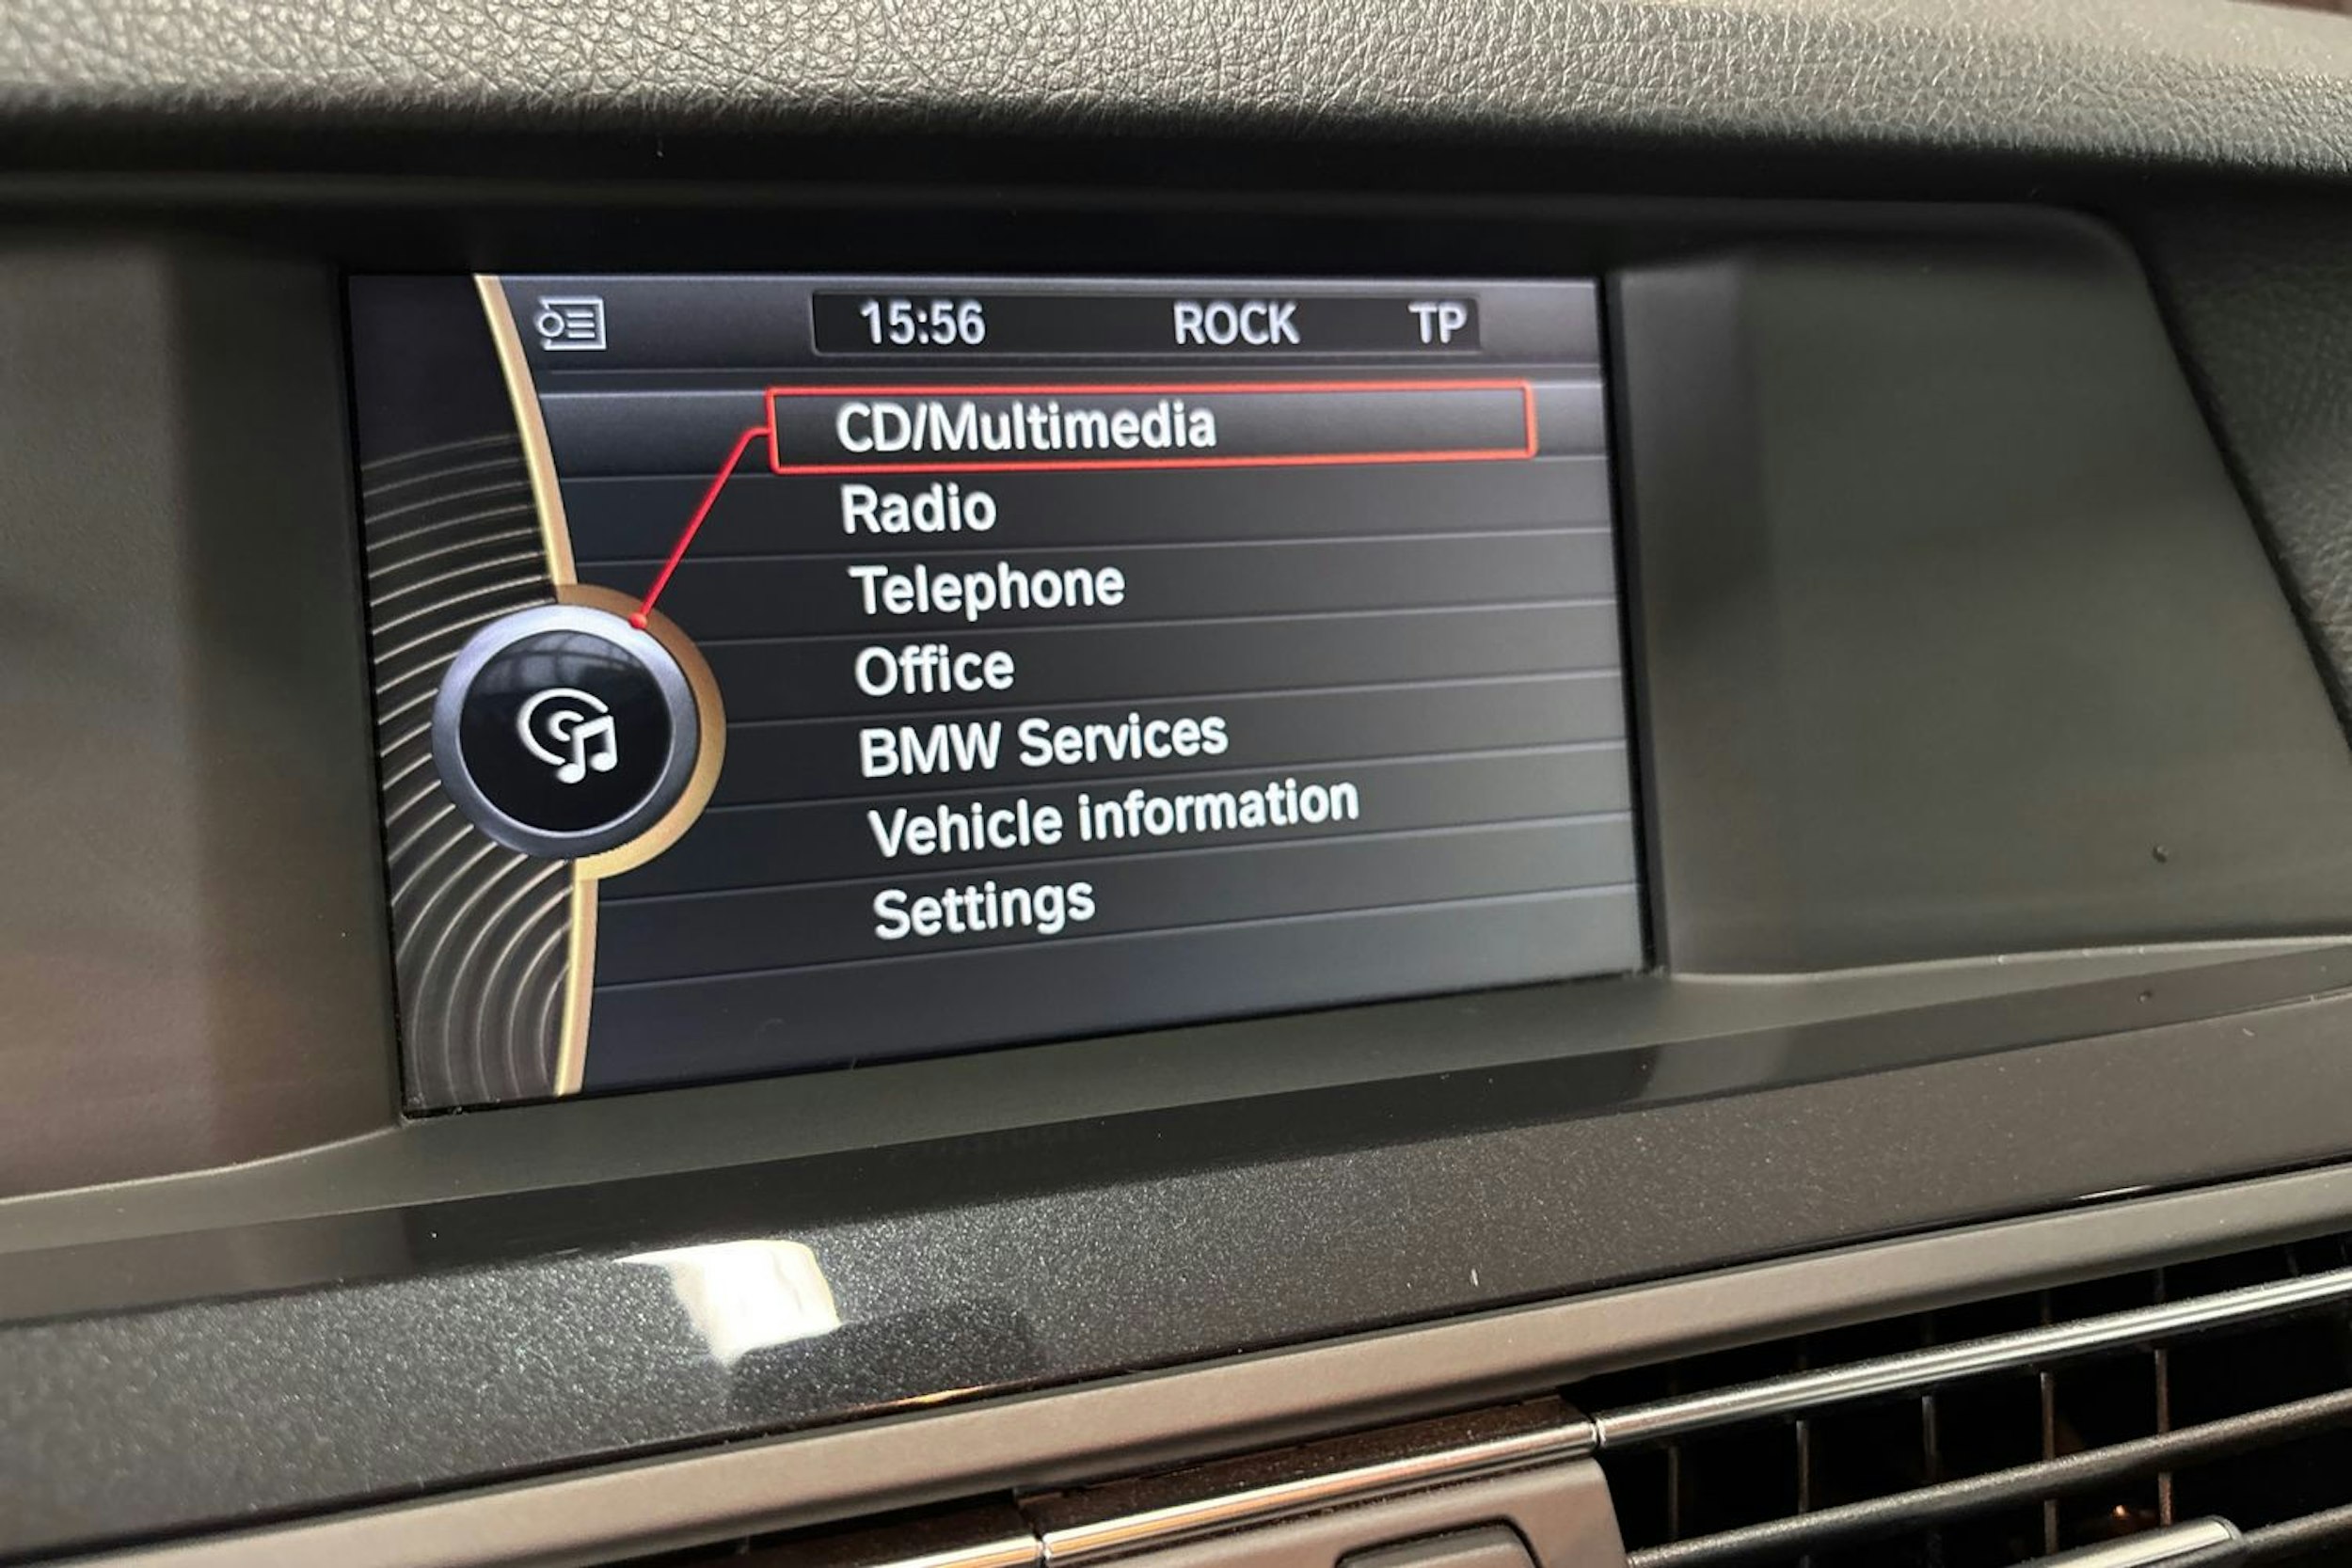 15:56 ROCK TP
CD/Multimedia
Radio
Telephone
Office
BMW Services
Vehicle information
Settings